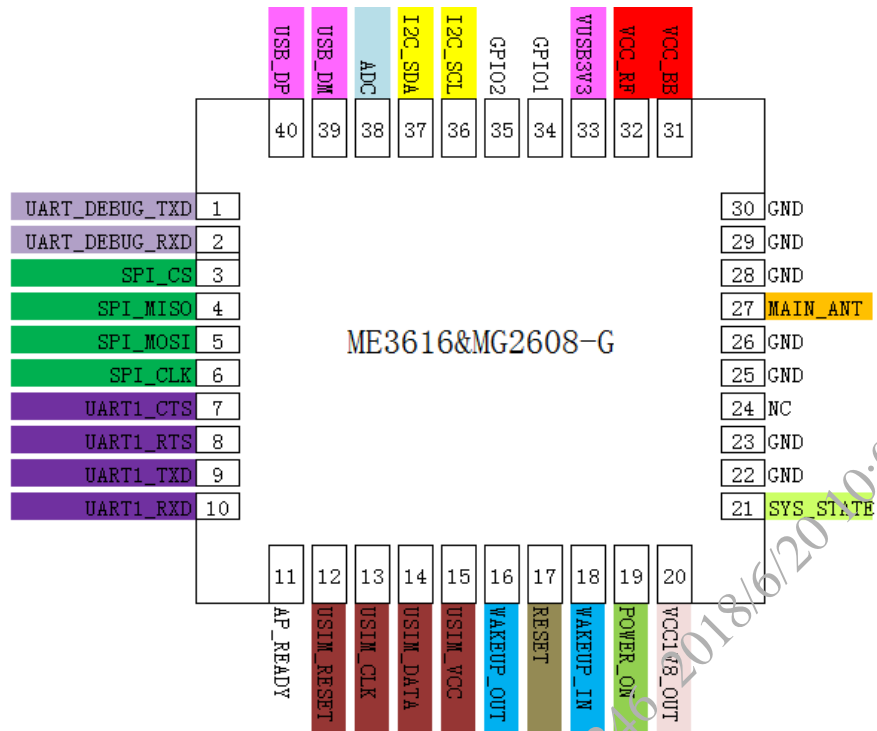 USB_DP
USB_DM
ADC
I2C_SDA
I2C_SCL
GPIO2
GPIO1
VUSB3V3
VCC_RF
VCC_BB
40 39 38 37 36 35 34 33 32 31
UART_DEBUG_TXD 1
UART_DEBUG_RXD 2
SPI_CS 3
SPI_MISO 4
SPI_MOSI 5
SPI_CLK 6
UART1_CTS 7
UART1_RTS 8
UART1_TXD 9
UART1_RXD 10
ME3616&MG2608-G
30 GND
29 GND
28 GND
27 MAIN_ANT
26 GND
25 GND
24 NC
23 GND
22 GND
21 SYS_STATE
11 12 13 14 15 16 17 18 19 20
AP_READY
USIM_RESET
USIM_CLK
USIM_DATA
USIM_VCC
WAKEUP_OUT
RESET
WAKEUP_IN
POWER_ON
VCC1V8_OUT
2018/6/20